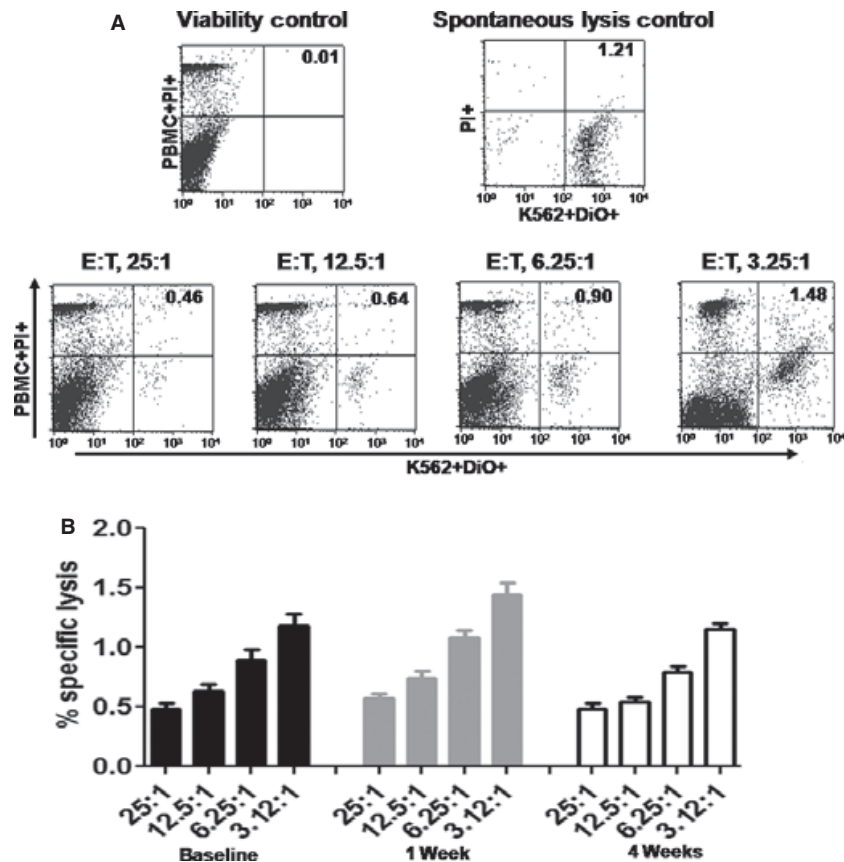 A
Viability control
Spontaneous lysis control
0.01
1.21
PBMC+PI+
PI+
10⁰ 10¹ 10² 10³ 10⁴
10⁰ 10¹ 10² 10³ 10⁴
K562+DiO+
E:T, 25:1
E:T, 12.5:1
E:T, 6.25:1
E:T, 3.25:1
0.46
0.64
0.90
1.48
PBMC+PI+
10⁰ 10¹ 10² 10³ 10⁴
10⁰ 10¹ 10² 10³ 10⁴
10⁰ 10¹ 10² 10³ 10⁴
10⁰ 10¹ 10² 10³ 10⁴
K562+DiO+
B
2.0
1.5
1.0
0.5
0.0
% specific lysis
25:1
12.5:1
6.25:1
3.12:1
25:1
12.5:1
6.25:1
3.12:1
25:1
12.5:1
6.25:1
3.12:1
Baseline
1 Week
4 Weeks